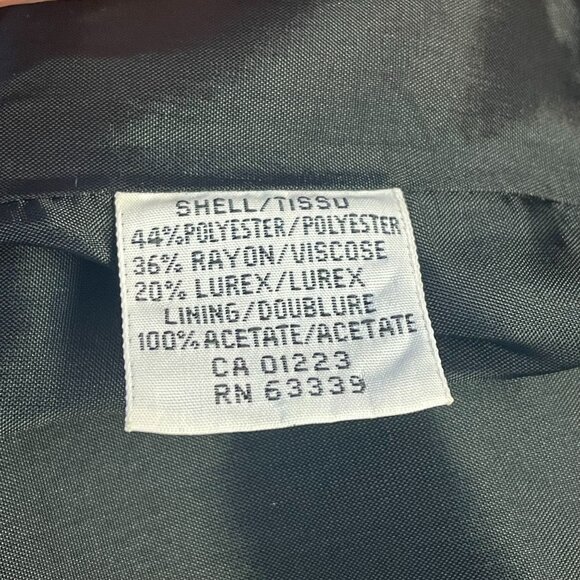 SHELL/TISSU
44%POLYESTER/POLYESTER
36% RAYON/VISCOSE
20% LUREX/LUREX
LINING/DOUBLURE
100% ACETATE/ACETATE
CA 01223
RN 63339